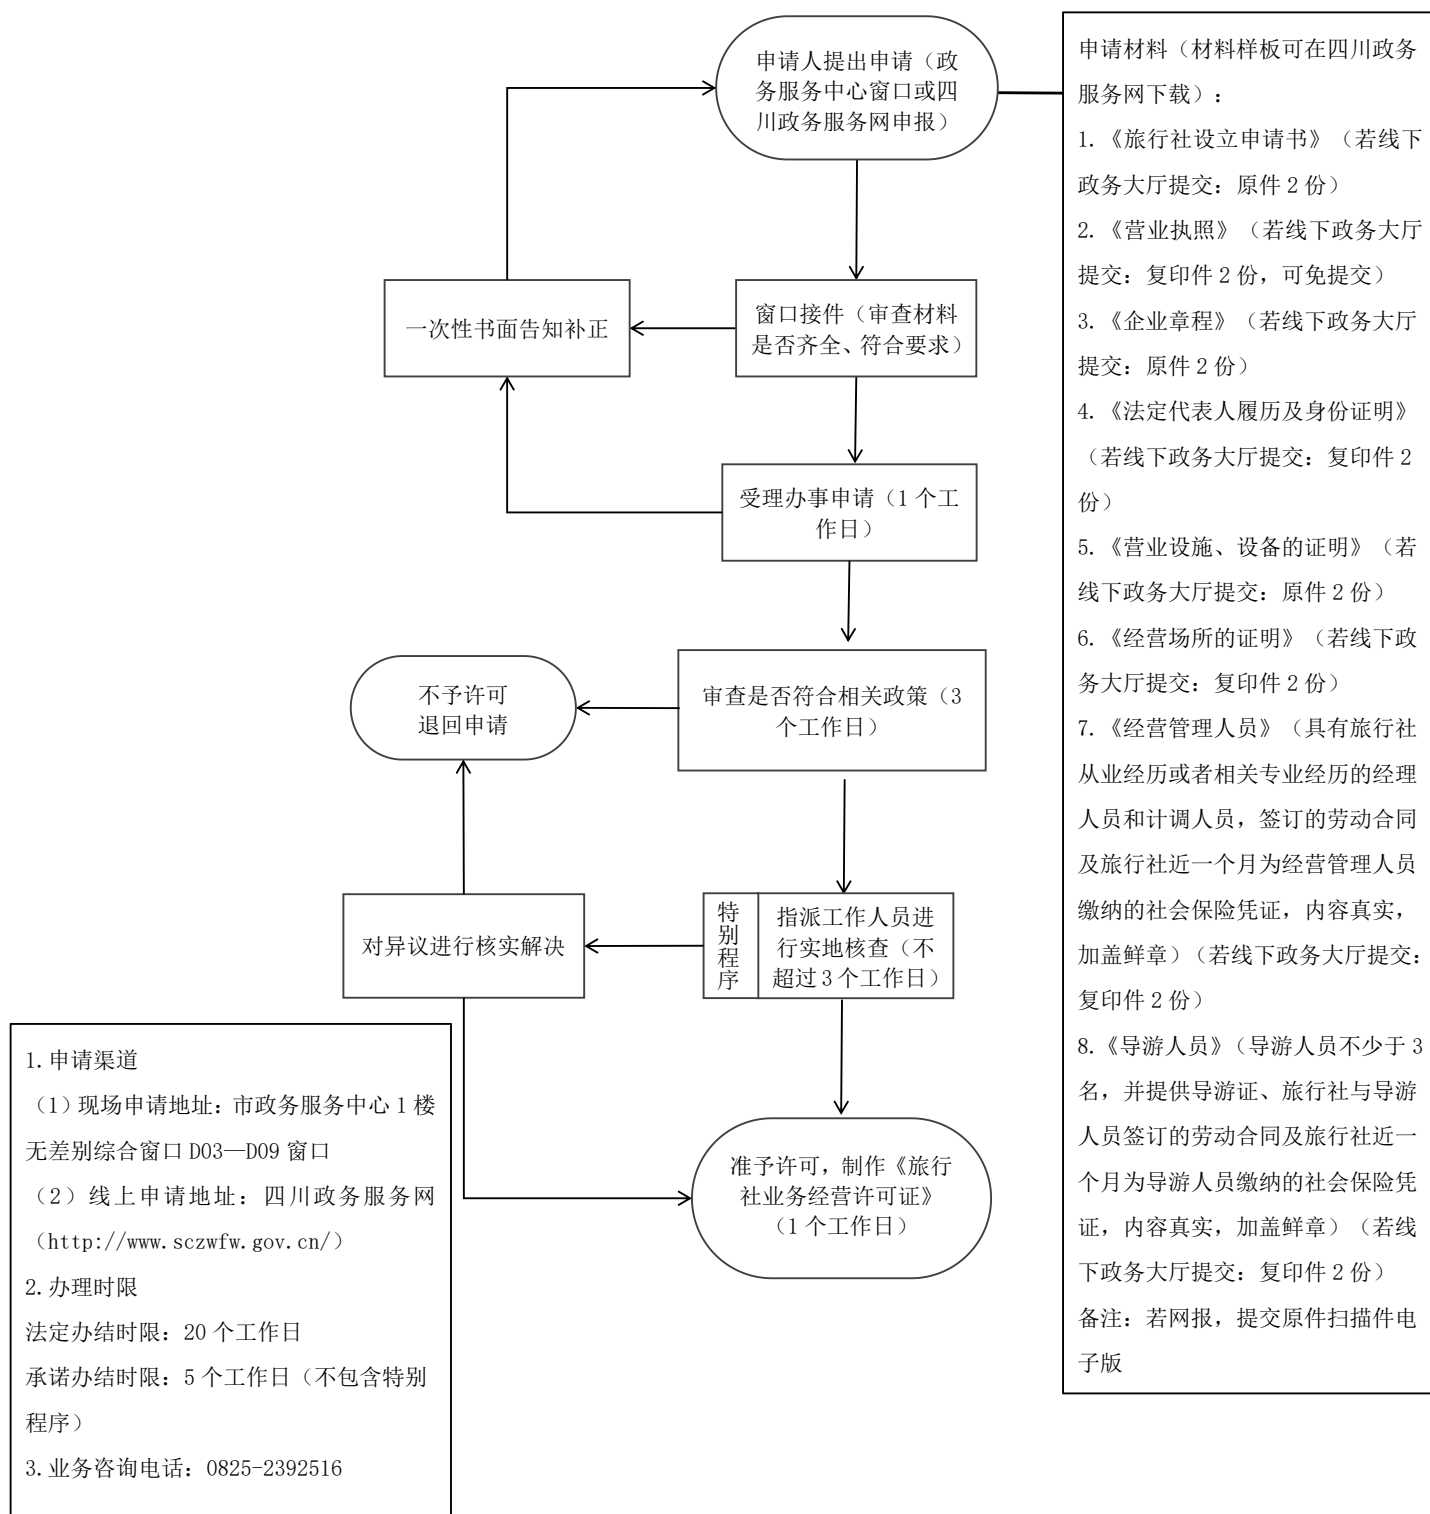 申请人提出申请（政
务服务中心窗口或四
川政务服务网申报）
窗口接件（审查材料
是否齐全、符合要求）
一次性书面告知补正
受理办事申请（1 个工
作日）
审查是否符合相关政策（3
个工作日）
不予许可
退回申请
特别程序
指派工作人员进
行实地核查（不
超过 3 个工作日）
对异议进行核实解决
准予许可，制作《旅行
社业务经营许可证》
（1 个工作日）
申请材料（材料样板可在四川政务
服务网下载）：
1.《旅行社设立申请书》（若线下
政务大厅提交：原件 2 份）
2.《营业执照》（若线下政务大厅
提交：复印件 2 份，可免提交）
3.《企业章程》（若线下政务大厅
提交：原件 2 份）
4.《法定代表人履历及身份证明》
（若线下政务大厅提交：复印件 2
份）
5.《营业设施、设备的证明》（若
线下政务大厅提交：原件 2 份）
6.《经营场所的证明》（若线下政
务大厅提交：复印件 2 份）
7.《经营管理人员》（具有旅行社
从业经历或者相关专业经历的经理
人员和计调人员，签订的劳动合同
及旅行社近一个月为经营管理人员
缴纳的社会保险凭证，内容真实，
加盖鲜章）（若线下政务大厅提交：
复印件 2 份）
8.《导游人员》（导游人员不少于 3
名，并提供导游证、旅行社与导游
人员签订的劳动合同及旅行社近一
个月为导游人员缴纳的社会保险凭
证，内容真实，加盖鲜章）（若线
下政务大厅提交：复印件 2 份）
备注：若网报，提交原件扫描件电
子版
1.申请渠道
（1）现场申请地址：市政务服务中心 1 楼
无差别综合窗口 D03—D09 窗口
（2）线上申请地址：四川政务服务网
（http://www.sczwfw.gov.cn/）
2.办理时限
法定办结时限：20 个工作日
承诺办结时限：5 个工作日（不包含特别
程序）
3.业务咨询电话：0825-2392516